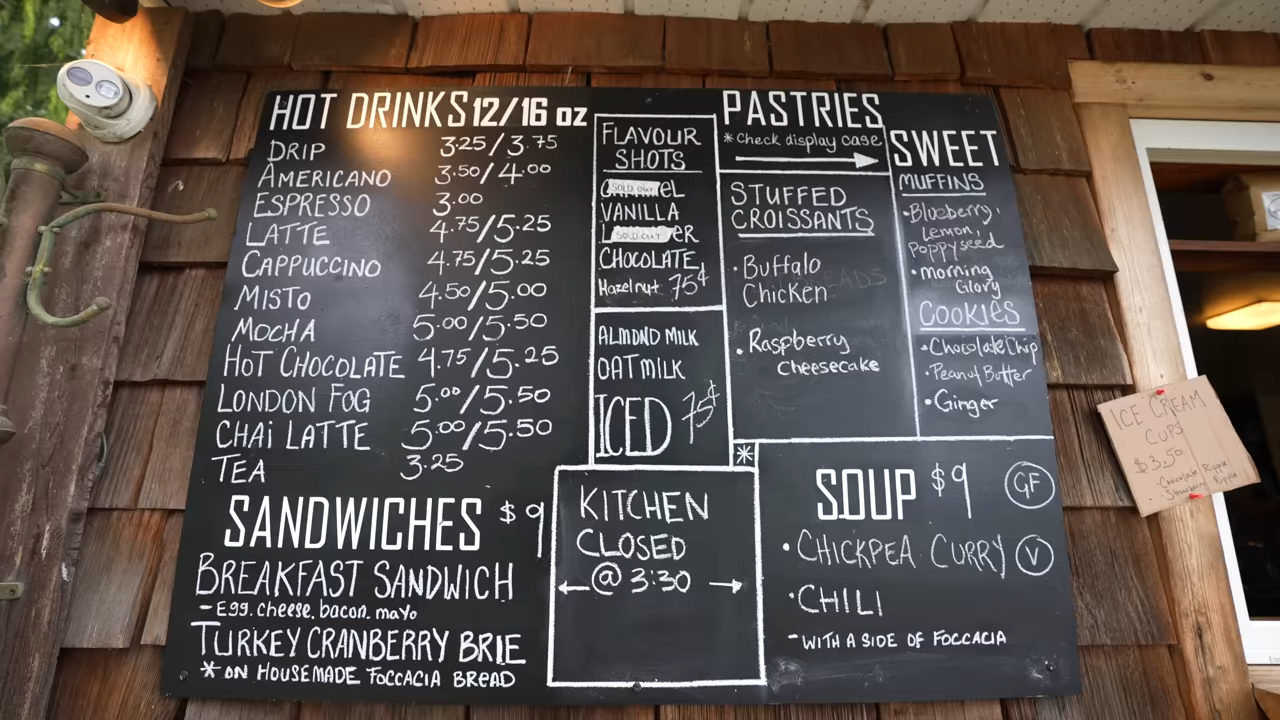 HOT DRINKS 12/16 oz
DRIP 3.25/3.75
AMERICANO 3.50/4.00
ESPRESSO 3.00
LATTE 4.75/5.25
CAPPUCCINO 4.75/5.25
MISTO 4.50/5.00
MOCHA 5.00/5.50
HOT CHOCOLATE 4.75/5.25
LONDON FOG 5.00/5.50
CHAi LATTE 5.00/5.50
TEA 3.25
SANDWICHES $9
BREAKFAST SANDWICH
- EGG, cheese, bacon, mayo
TURKEY CRANBERRY BRIE
* ON HOUSEMADE FOCCACIA BREAD
FLAVOUR
SHOTS
SOLD OUT
VANILLA
SOLD OUT
CHOCOLATE
Hazelnut 75¢
ALMOND MILK
OAT MILK
ICED 75¢
*
KITCHEN
CLOSED
← @ 3:30 →
PASTRIES
* Check display case
→
STUFFED
CROISSANTS
• Buffalo
Chicken
• Raspberry
Cheesecake
SWEET
MUFFINS
• Blueberry,
Lemon,
Poppyseed
• morning
Glory
COOKIES
• Chocolate Chip
• Peanut Butter
• Ginger
SOUP $9 GF
• CHICKPEA CURRY V
• CHILI
- WITH A SIDE OF FOCCACIA
ICE CREAM
CUPS
$3.50
• Chocolate Ripple
• Strawberry Ripple